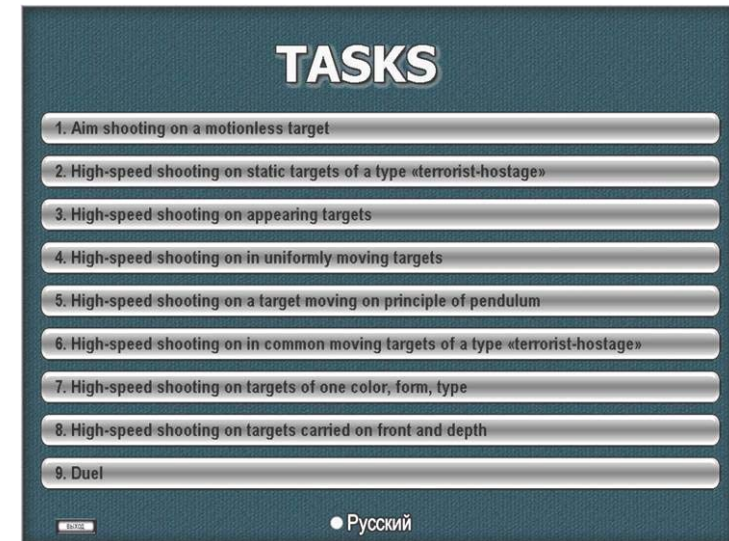 TASKS
1. Aim shooting on a motionless target
2. High-speed shooting on static targets of a type «terrorist-hostage»
3. High-speed shooting on appearing targets
4. High-speed shooting on in uniformly moving targets
5. High-speed shooting on a target moving on principle of pendulum
6. High-speed shooting on in common moving targets of a type «terrorist-hostage»
7. High-speed shooting on targets of one color, form, type
8. High-speed shooting on targets carried on front and depth
9. Duel
ВЫХОД
Русский